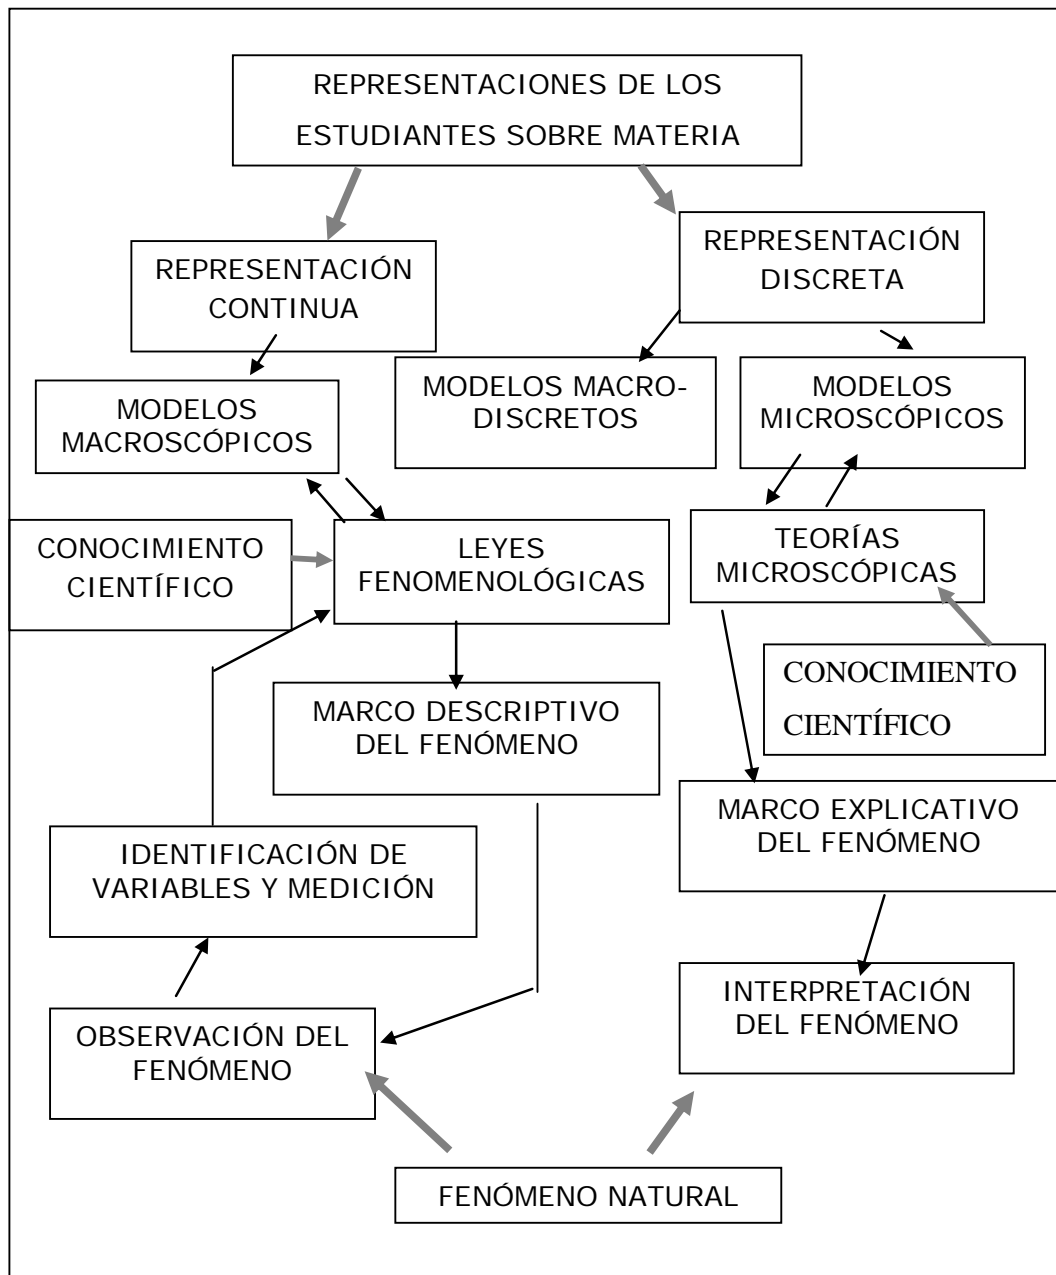 REPRESENTACIONES DE LOS
ESTUDIANTES SOBRE MATERIA
REPRESENTACIÓN
CONTINUA
REPRESENTACIÓN
DISCRETA
MODELOS
MACROSCÓPICOS
MODELOS MACRO-
DISCRETOS
MODELOS
MICROSCÓPICOS
CONOCIMIENTO
CIENTÍFICO
LEYES
FENOMENOLÓGICAS
TEORÍAS
MICROSCÓPICAS
CONOCIMIENTO
CIENTÍFICO
MARCO DESCRIPTIVO
DEL FENÓMENO
MARCO EXPLICATIVO
DEL FENÓMENO
IDENTIFICACIÓN DE
VARIABLES Y MEDICIÓN
INTERPRETACIÓN
DEL FENÓMENO
OBSERVACIÓN DEL
FENÓMENO
FENÓMENO NATURAL